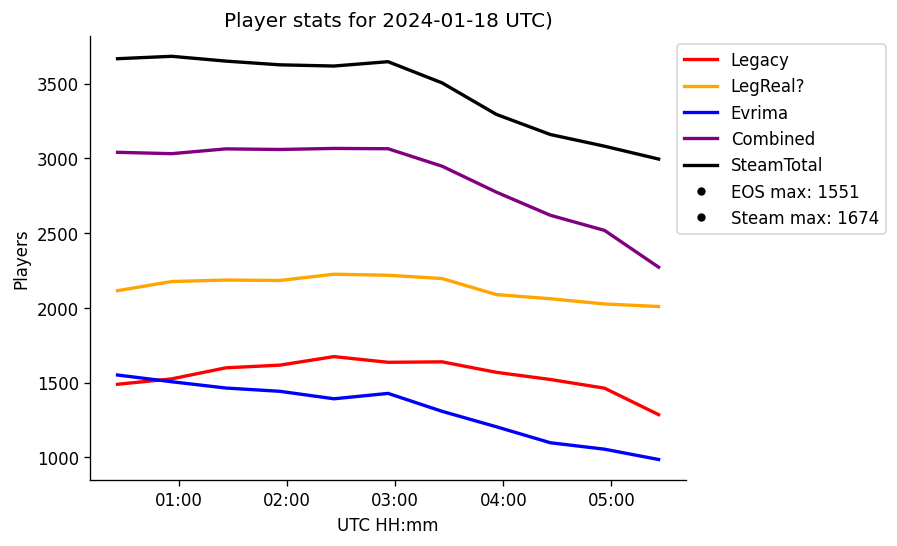 Player stats for 2024-01-18 UTC)
Legacy
LegReal?
Evrima
Combined
SteamTotal
EOS max: 1551
Steam max: 1674
Players
3500
3000
2500
2000
1500
1000
01:00 02:00 03:00 04:00 05:00
UTC HH:mm